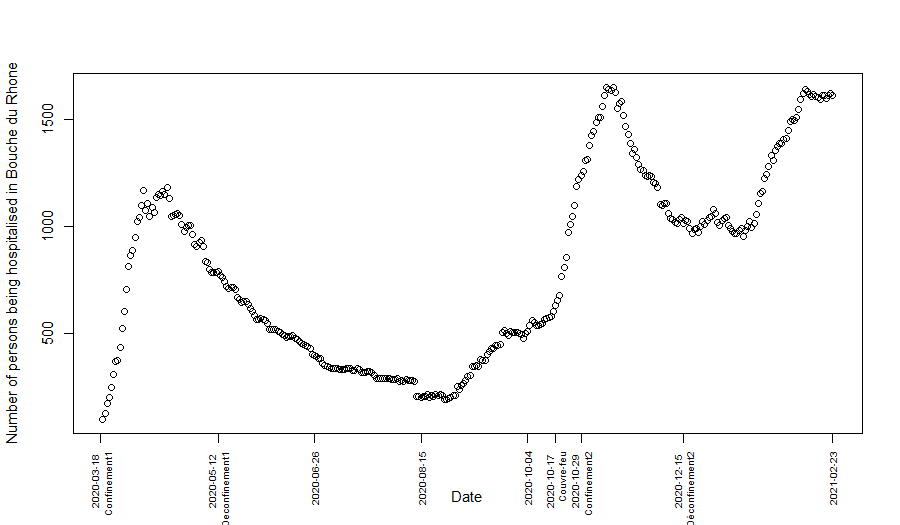 Number of persons being hospitalised in Bouche du Rhone
1500
1000
500
2020-03-18
Confinement1
2020-05-12
Deconfinement1
2020-06-26
2020-08-15
2020-10-04
2020-10-17
Couvre-feu
2020-10-29
Confinement2
2020-12-15
Déconfinement2
2021-02-23
Date